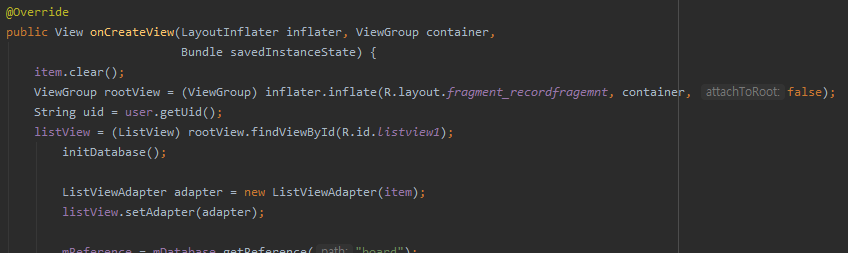 @Override
public View onCreateView(LayoutInflater inflater, ViewGroup container,
Bundle savedInstanceState) {
item.clear();
ViewGroup rootView = (ViewGroup) inflater.inflate(R.layout.fragment_recordfragemnt, container, attachToRoot: false);
String uid = user.getUid();
listView = (ListView) rootView.findViewById(R.id.listview1);
initDatabase();
ListViewAdapter adapter = new ListViewAdapter(item);
listView.setAdapter(adapter);
mReference = mDatabase.getReference( path: "board");